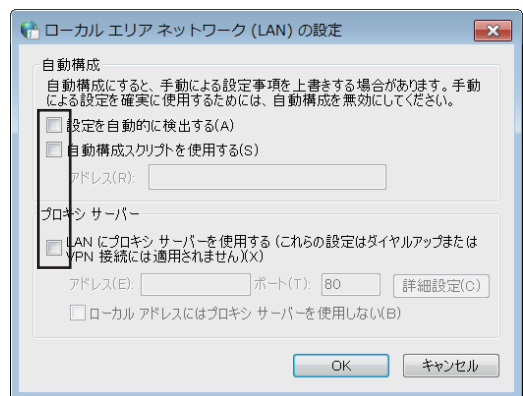 ローカル エリア ネットワーク (LAN) の設定
自動構成
自動構成にすると、手動による設定事項を上書きする場合があります。手動
による設定を確実に使用するためには、自動構成を無効にしてください。
設定を自動的に検出する(A)
自動構成スクリプトを使用する(S)
アドレス(R):
プロキシ サーバー
LAN にプロキシ サーバーを使用する (これらの設定はダイヤルアップまたは
VPN 接続には適用されません)(X)
アドレス(E): ポート(T): 80 詳細設定(C)
ローカル アドレスにはプロキシ サーバーを使用しない(B)
OK キャンセル